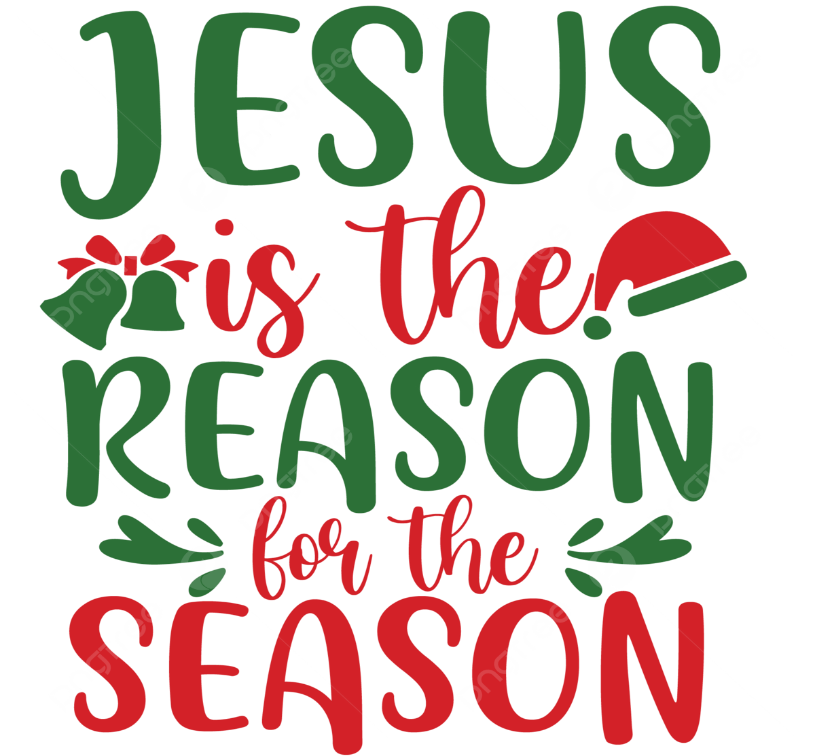 JESUS
is the
REASON
for the
SEASON